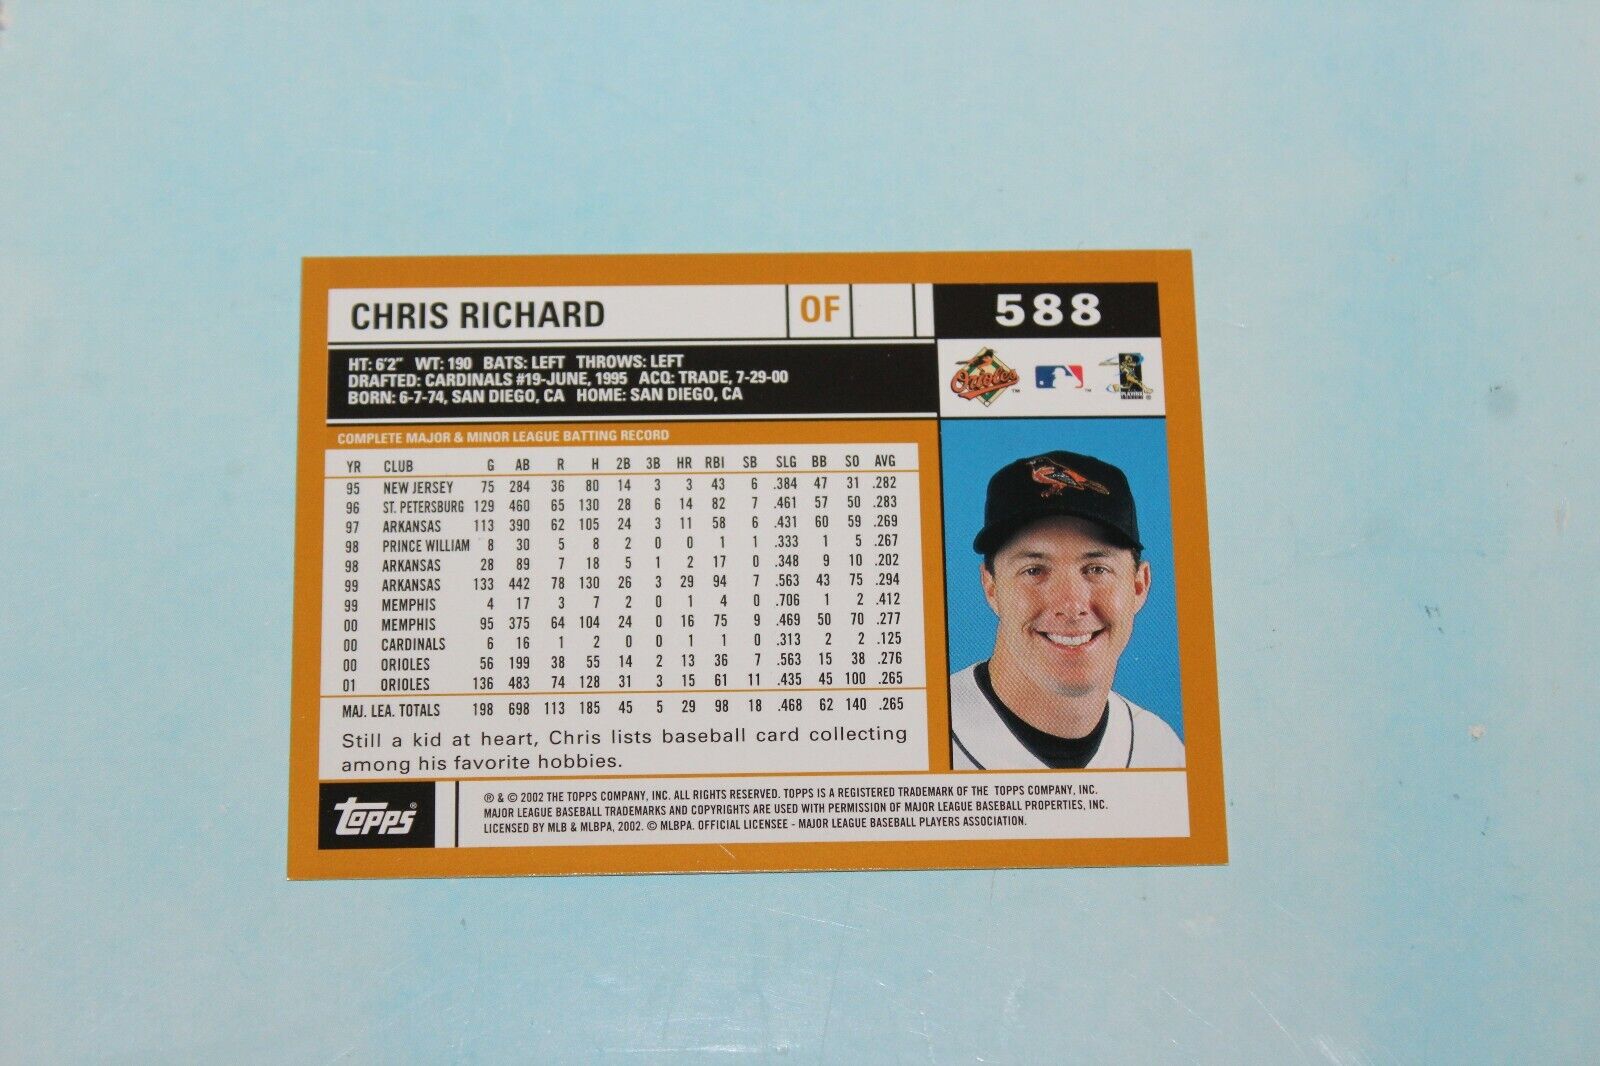 CHRIS RICHARD OF 588
HT: 6'2" WT: 190 BATS: LEFT THROWS: LEFT
DRAFTED: CARDINALS #19-JUNE, 1995 ACQ: TRADE, 7-29-00
BORN: 6-7-74, SAN DIEGO, CA HOME: SAN DIEGO, CA
Orioles ™ ™
PLAYERS
COMPLETE MAJOR & MINOR LEAGUE BATTING RECORD
YR CLUB G AB R H 2B 3B HR RBI SB SLG BB SO AVG
95 NEW JERSEY 75 284 36 80 14 3 3 43 6 .384 47 31 .282
96 ST. PETERSBURG 129 460 65 130 28 6 14 82 7 .461 57 50 .283
97 ARKANSAS 113 390 62 105 24 3 11 58 6 .431 60 59 .269
98 PRINCE WILLIAM 8 30 5 8 2 0 0 1 1 .333 1 5 .267
98 ARKANSAS 28 89 7 18 5 1 2 17 0 .348 9 10 .202
99 ARKANSAS 133 442 78 130 26 3 29 94 7 .563 43 75 .294
99 MEMPHIS 4 17 3 7 2 0 1 4 0 .706 1 2 .412
00 MEMPHIS 95 375 64 104 24 0 16 75 9 .469 50 70 .277
00 CARDINALS 6 16 1 2 0 0 1 1 0 .313 2 2 .125
00 ORIOLES 56 199 38 55 14 2 13 36 7 .563 15 38 .276
01 ORIOLES 136 483 74 128 31 3 15 61 11 .435 45 100 .265
MAJ. LEA. TOTALS 198 698 113 185 45 5 29 98 18 .468 62 140 .265
Still a kid at heart, Chris lists baseball card collecting
among his favorite hobbies.
topps®
® & © 2002 THE TOPPS COMPANY, INC. ALL RIGHTS RESERVED. TOPPS IS A REGISTERED TRADEMARK OF THE TOPPS COMPANY, INC.
MAJOR LEAGUE BASEBALL TRADEMARKS AND COPYRIGHTS ARE USED WITH PERMISSION OF MAJOR LEAGUE BASEBALL PROPERTIES, INC.
LICENSED BY MLB & MLBPA, 2002. © MLBPA. OFFICIAL LICENSEE - MAJOR LEAGUE BASEBALL PLAYERS ASSOCIATION.